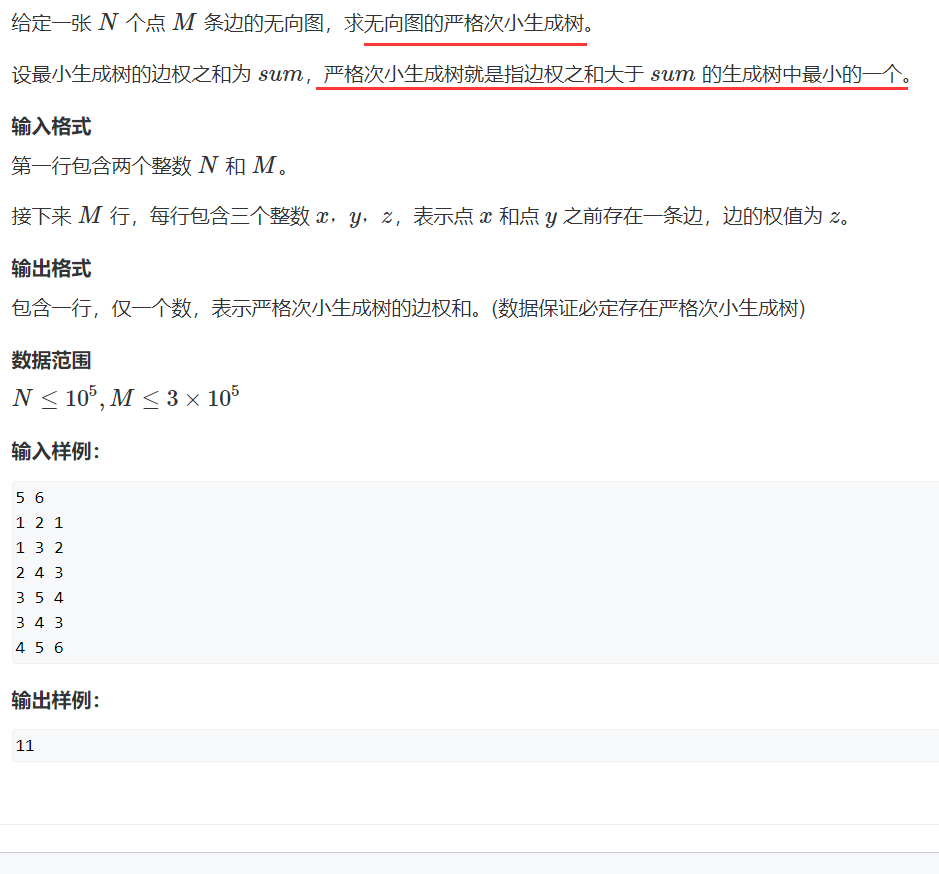 给定一张 N 个点 M 条边的无向图，求无向图的严格次小生成树。
设最小生成树的边权之和为 sum，严格次小生成树就是指边权之和大于 sum 的生成树中最小的一个。
输入格式
第一行包含两个整数 N 和 M。
接下来 M 行，每行包含三个整数 x，y，z，表示点 x 和点 y 之前存在一条边，边的权值为 z。
输出格式
包含一行，仅一个数，表示严格次小生成树的边权和。(数据保证必定存在严格次小生成树)
数据范围
N ≤ 10⁵, M ≤ 3 × 10⁵
输入样例：
5 6
1 2 1
1 3 2
2 4 3
3 5 4
3 4 3
4 5 6
输出样例：
11